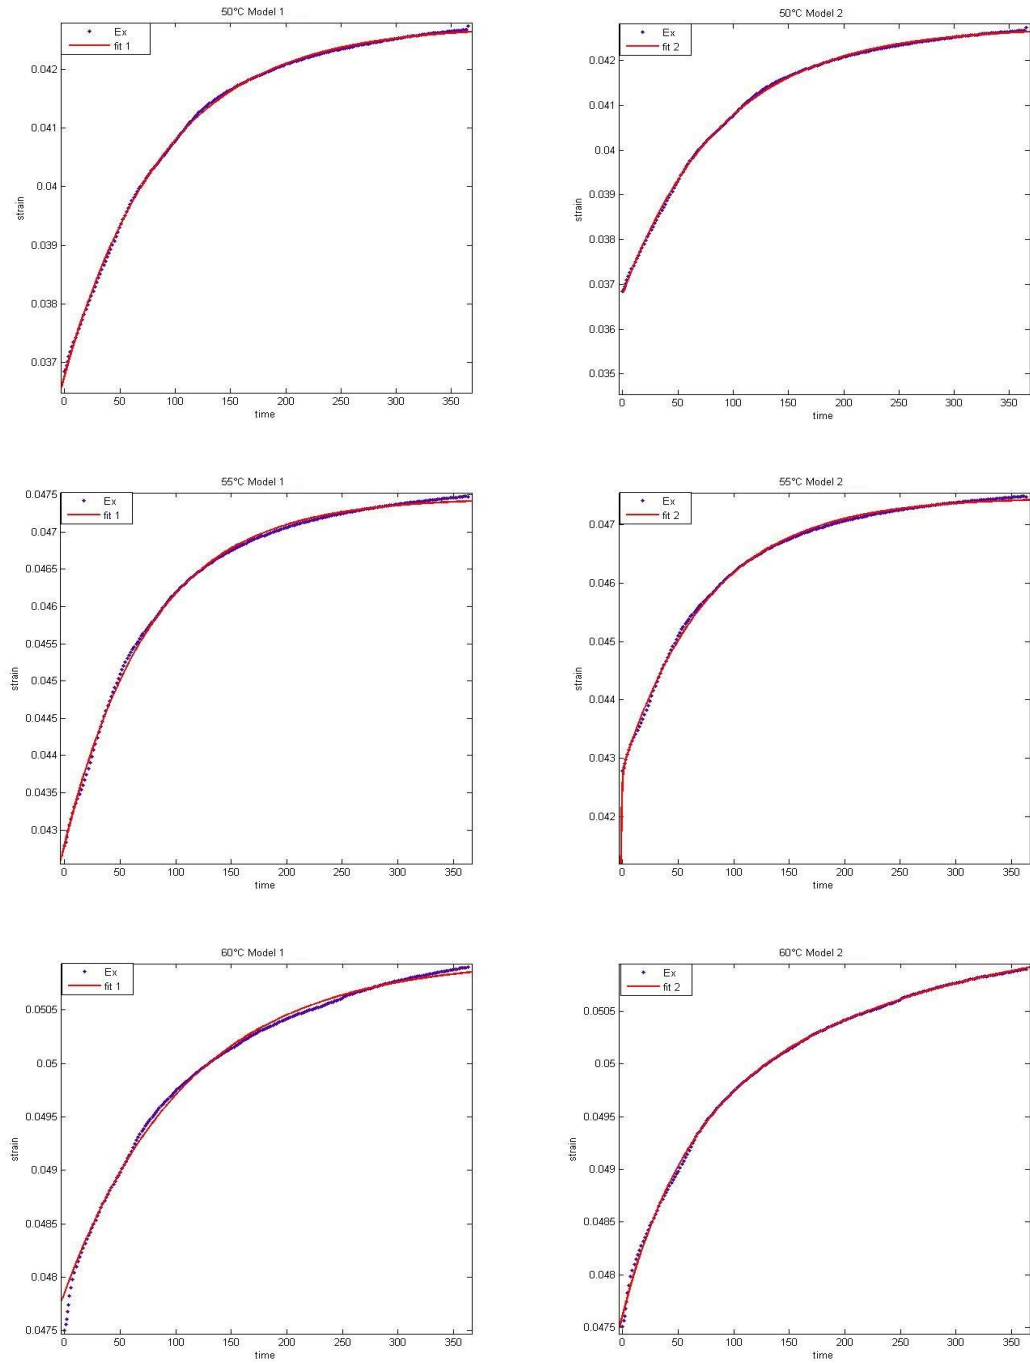 50°C Model 1
Ex
fit 1
0.042
0.041
0.04
0.039
0.038
0.037
strain
0 50 100 150 200 250 300 350
time
50°C Model 2
Ex
fit 2
0.042
0.041
0.04
0.039
0.038
0.037
0.036
0.035
strain
0 50 100 150 200 250 300 350
time
55°C Model 1
Ex
fit 1
0.0475
0.047
0.0465
0.046
0.0455
0.045
0.0445
0.044
0.0435
0.043
strain
0 50 100 150 200 250 300 350
time
55°C Model 2
Ex
fit 2
0.047
0.046
0.045
0.044
0.043
0.042
strain
0 50 100 150 200 250 300 350
time
60°C Model 1
Ex
fit 1
0.0505
0.05
0.0495
0.049
0.0485
0.048
0.0475
strain
0 50 100 150 200 250 300 350
time
60°C Model 2
Ex
fit 2
0.0505
0.05
0.0495
0.049
0.0485
0.048
0.0475
strain
0 50 100 150 200 250 300 350
time